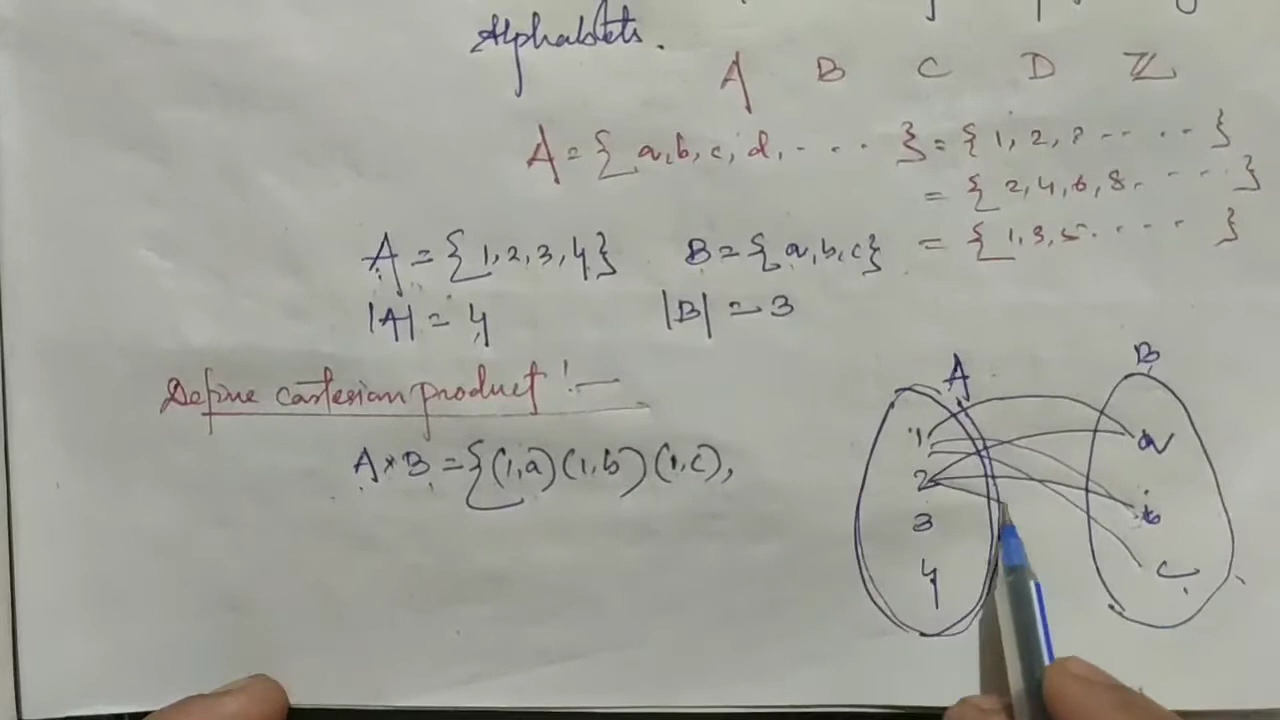 Alphabets.
A B C D Z
A = { a, b, c, d, . . . . } = { 1, 2, 3 - - . . - }
= { 2, 4, 6, 8. - . . . . }
A = { 1, 2, 3, 4 } B = { a, b, c } = { 1, 3, 5 . . . . . }
|A| = 4 |B| = 3
Define cartesian product :—
A B
A × B = { (1, a) (1, b) (1, c),
1 a
2 b
3
4 c